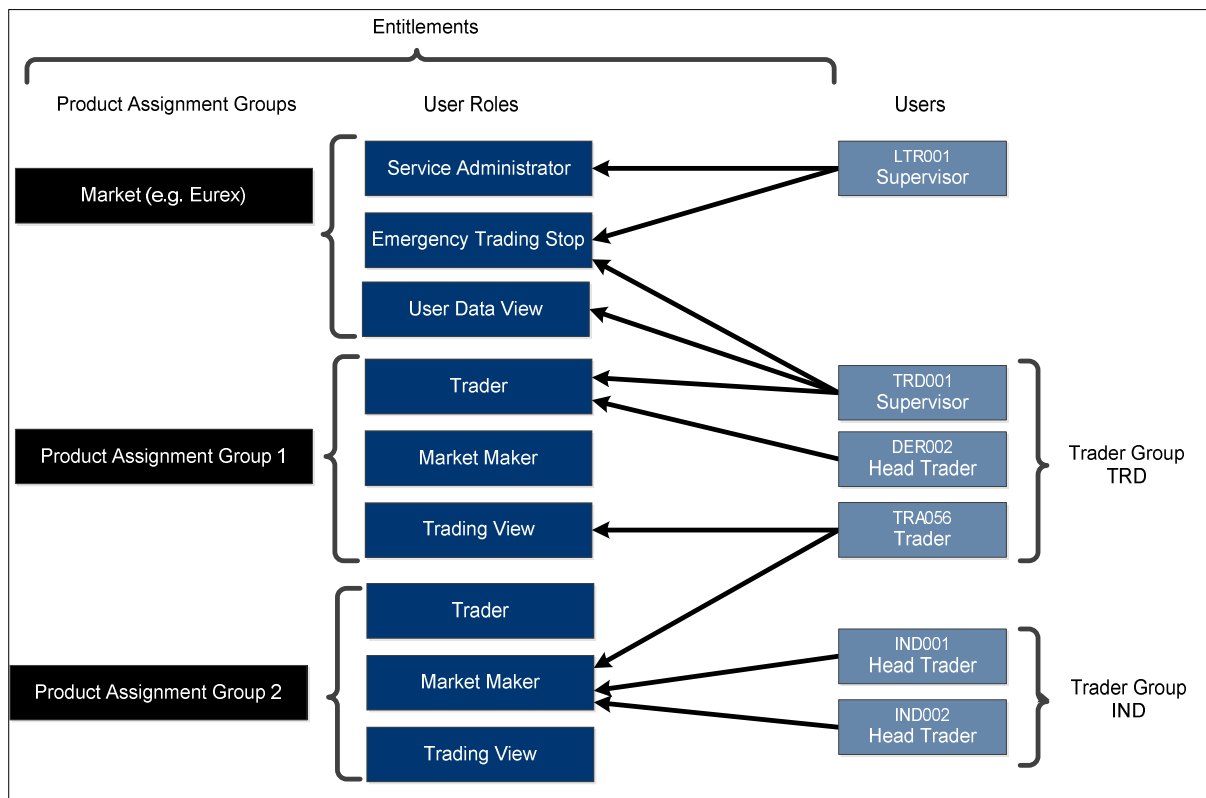 Entitlements
Product Assignment Groups
User Roles
Users
Market (e.g. Eurex)
Service Administrator
Emergency Trading Stop
User Data View
LTR001
Supervisor
Product Assignment Group 1
Trader
Market Maker
Trading View
TRD001
Supervisor
DER002
Head Trader
TRA056
Trader
Trader Group
TRD
Product Assignment Group 2
Trader
Market Maker
Trading View
IND001
Head Trader
IND002
Head Trader
Trader Group
IND